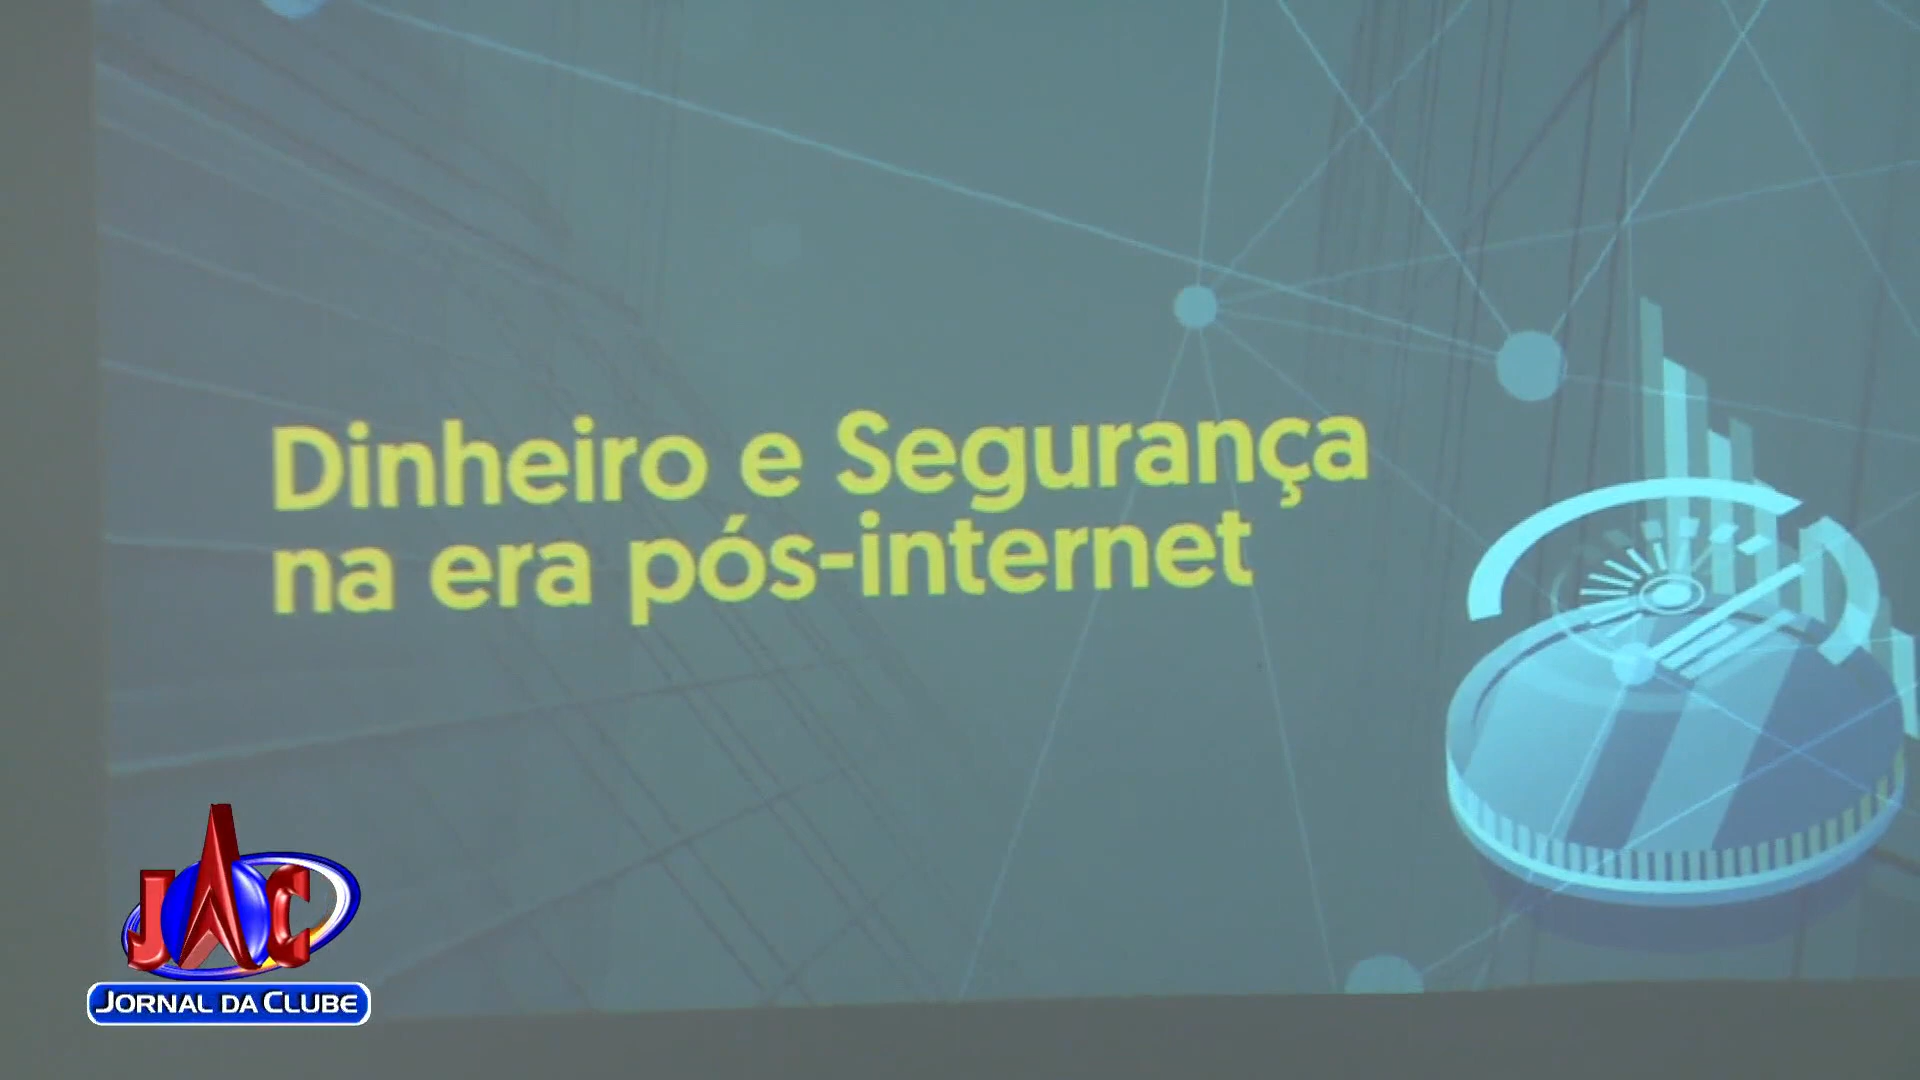 Dinheiro e Segurança
na era pós-internet
JAC
JORNAL DA CLUBE